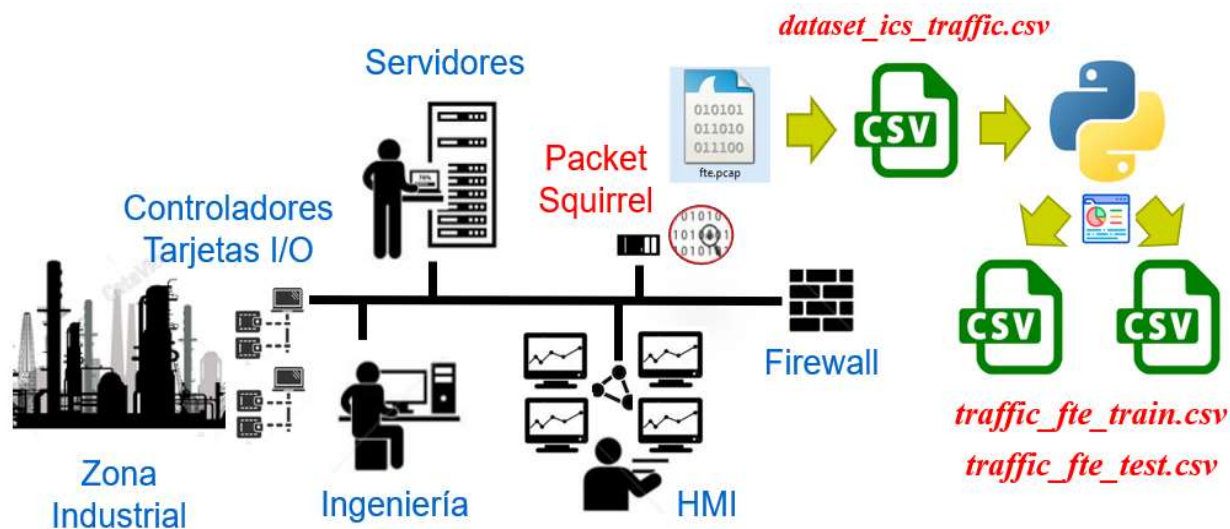 dataset_ics_traffic.csv
Servidores
010101
011010
011100
fte.pcap
CSV
Packet
Squirrel
Controladores
Tarjetas I/O
Firewall
CSV
CSV
traffic_fte_train.csv
traffic_fte_test.csv
Zona
Industrial
Ingeniería
HMI